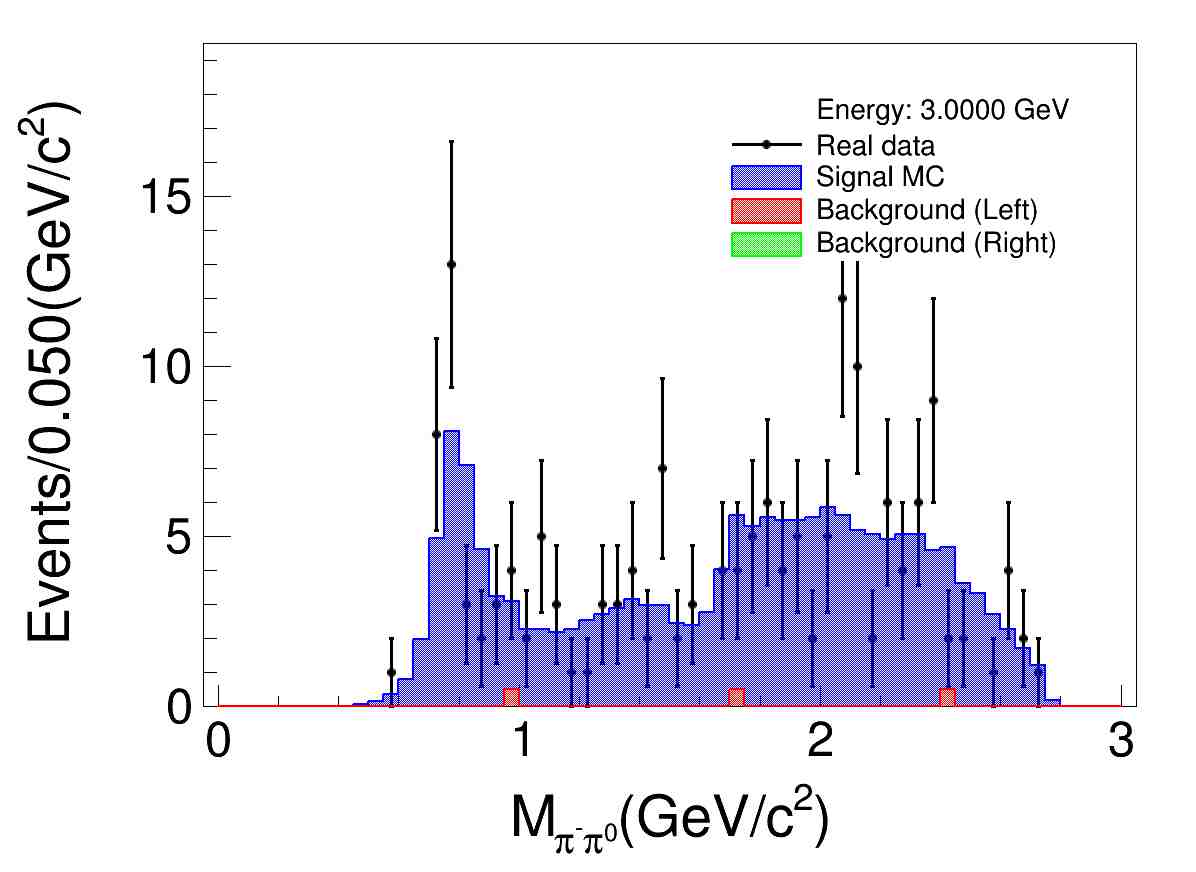 Energy: 3.0000 GeV
Real data
Signal MC
Background (Left)
Background (Right)
Events/0.050(GeV/c²)
15
10
5
0
0 1 2 3
M_π⁻π⁰(GeV/c²)